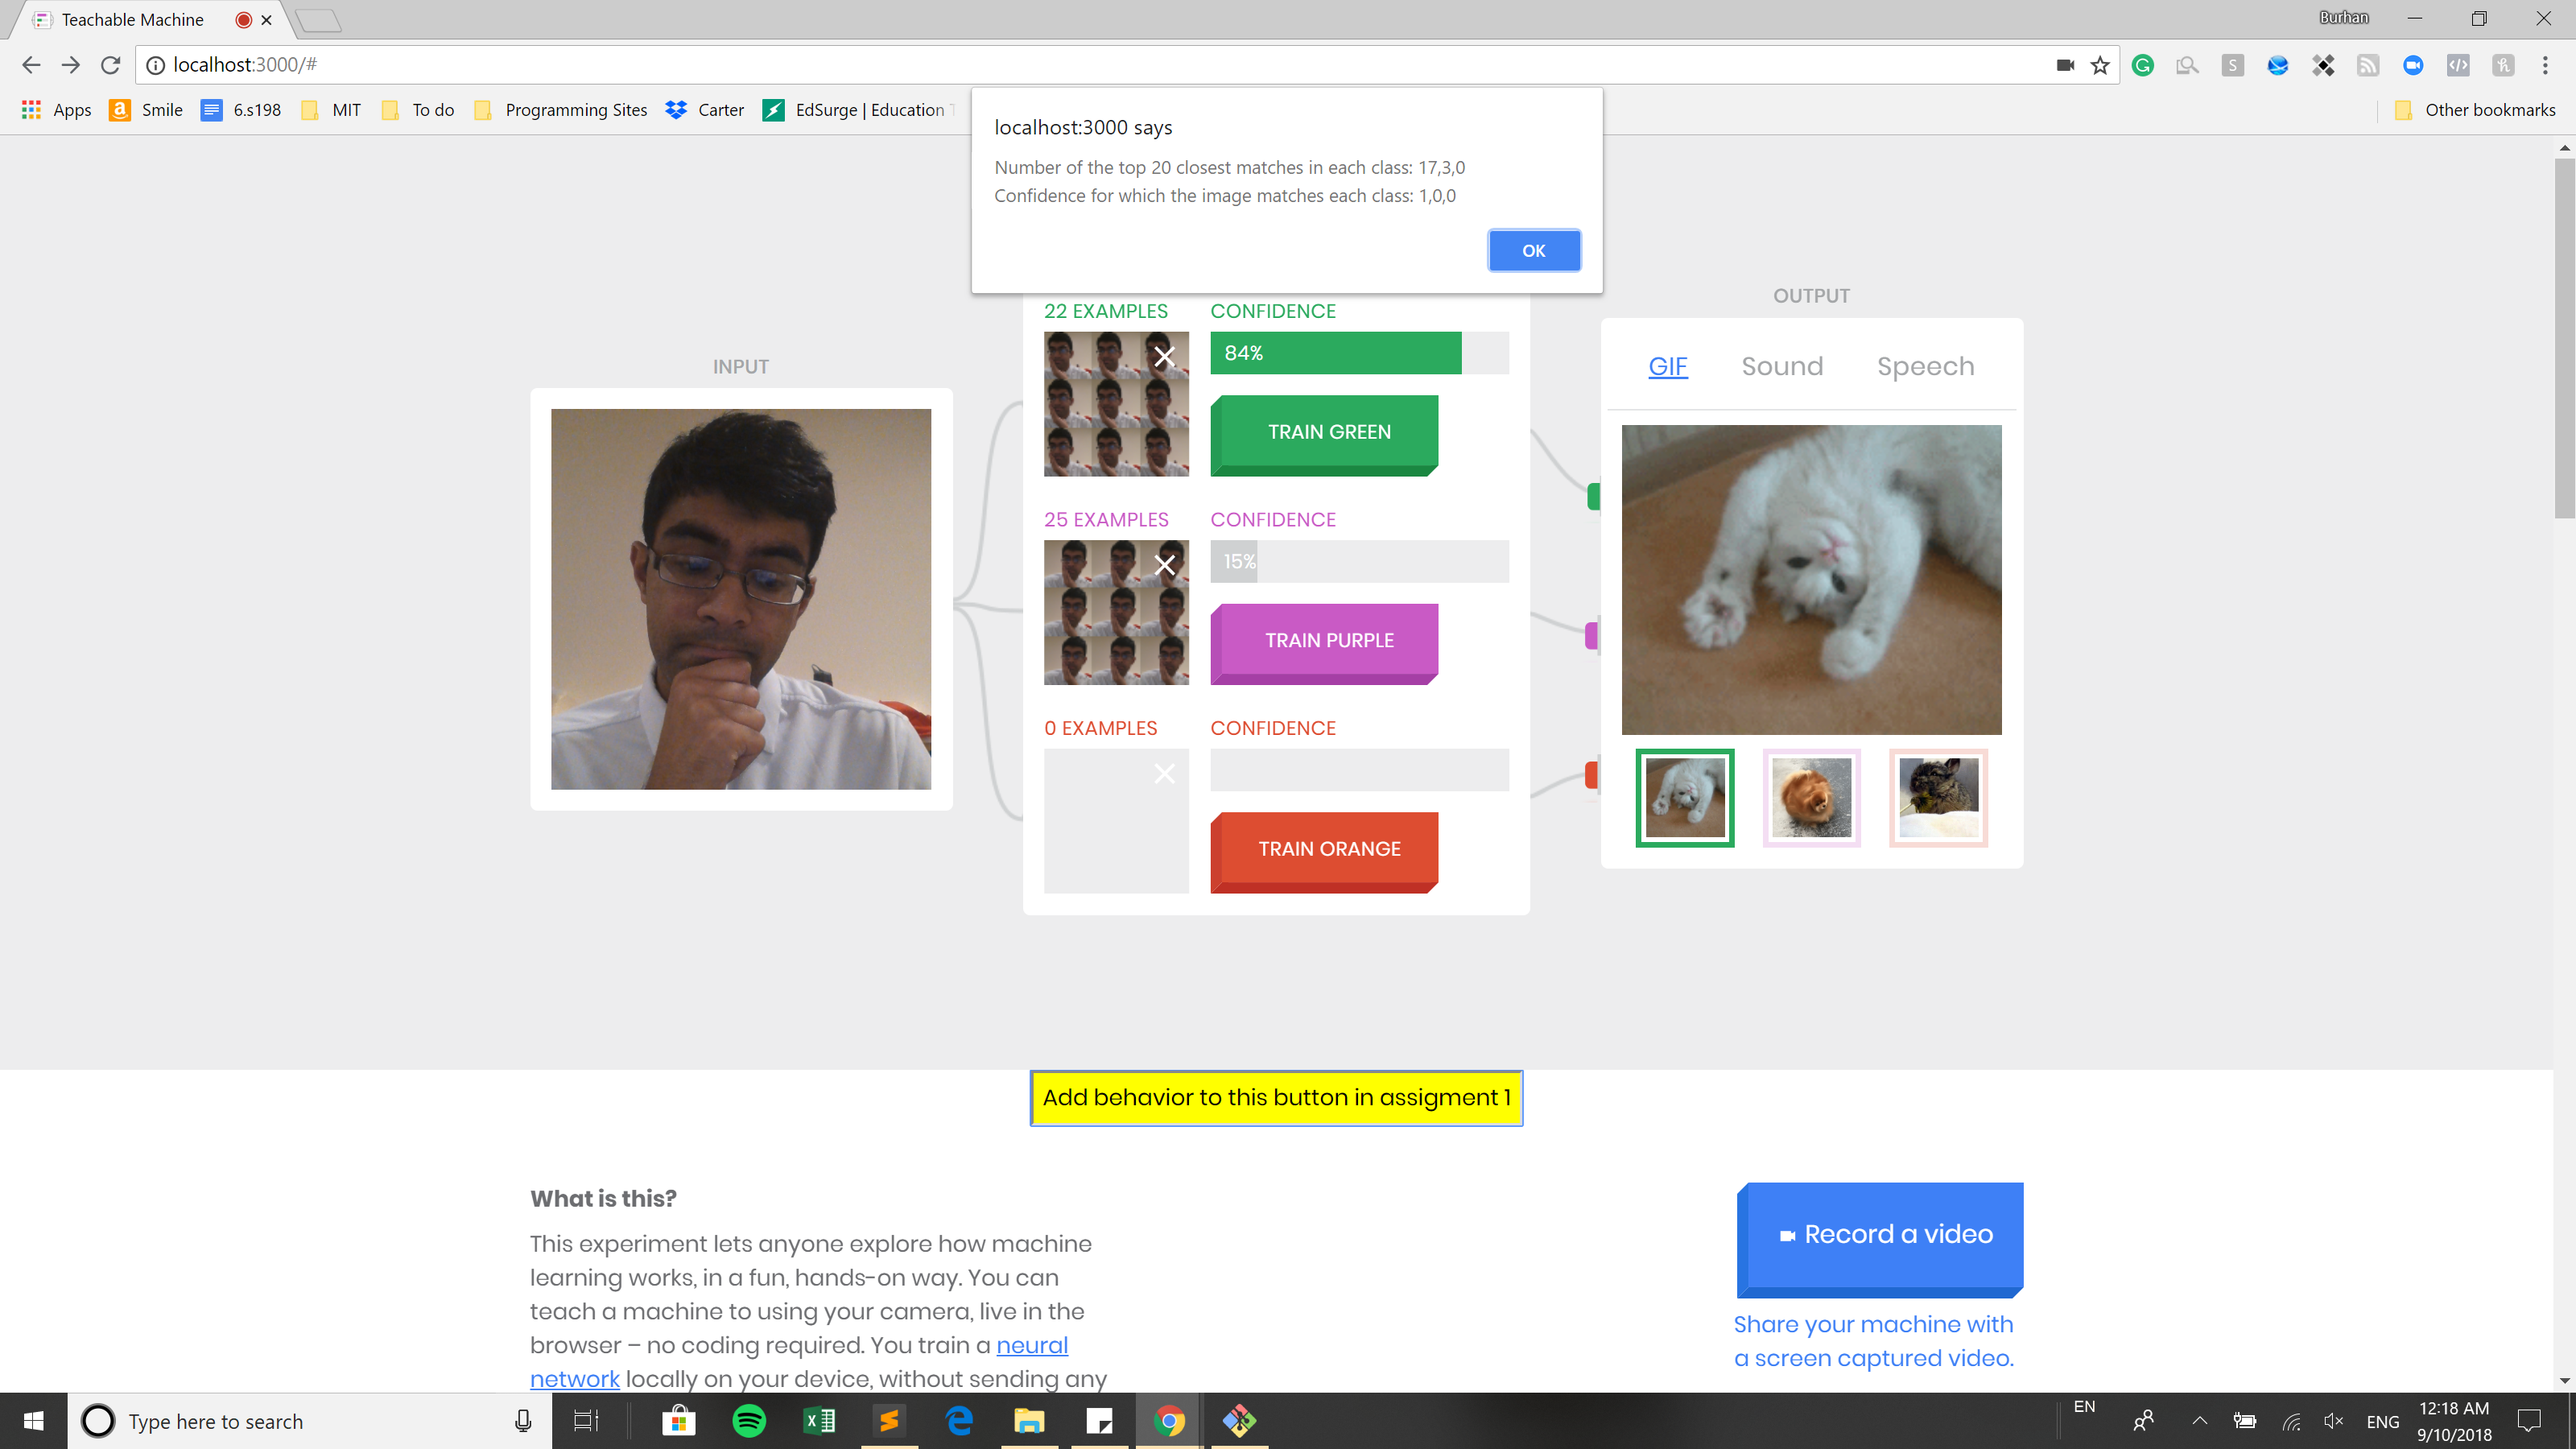 Teachable Machine
Burhan
localhost:3000/#
Apps
Smile
6.s198
MIT
To do
Programming Sites
Carter
EdSurge | Education
Other bookmarks
localhost:3000 says
Number of the top 20 closest matches in each class: 17,3,0
Confidence for which the image matches each class: 1,0,0
OK
INPUT
22 EXAMPLES
CONFIDENCE
84%
TRAIN GREEN
25 EXAMPLES
CONFIDENCE
15%
TRAIN PURPLE
0 EXAMPLES
CONFIDENCE
TRAIN ORANGE
OUTPUT
GIF
Sound
Speech
Add behavior to this button in assigment 1
What is this?
This experiment lets anyone explore how machine
learning works, in a fun, hands-on way. You can
teach a machine to using your camera, live in the
browser – no coding required. You train a neural
network locally on your device, without sending any
Record a video
Share your machine with
a screen captured video.
Type here to search
EN
ENG
12:18 AM
9/10/2018